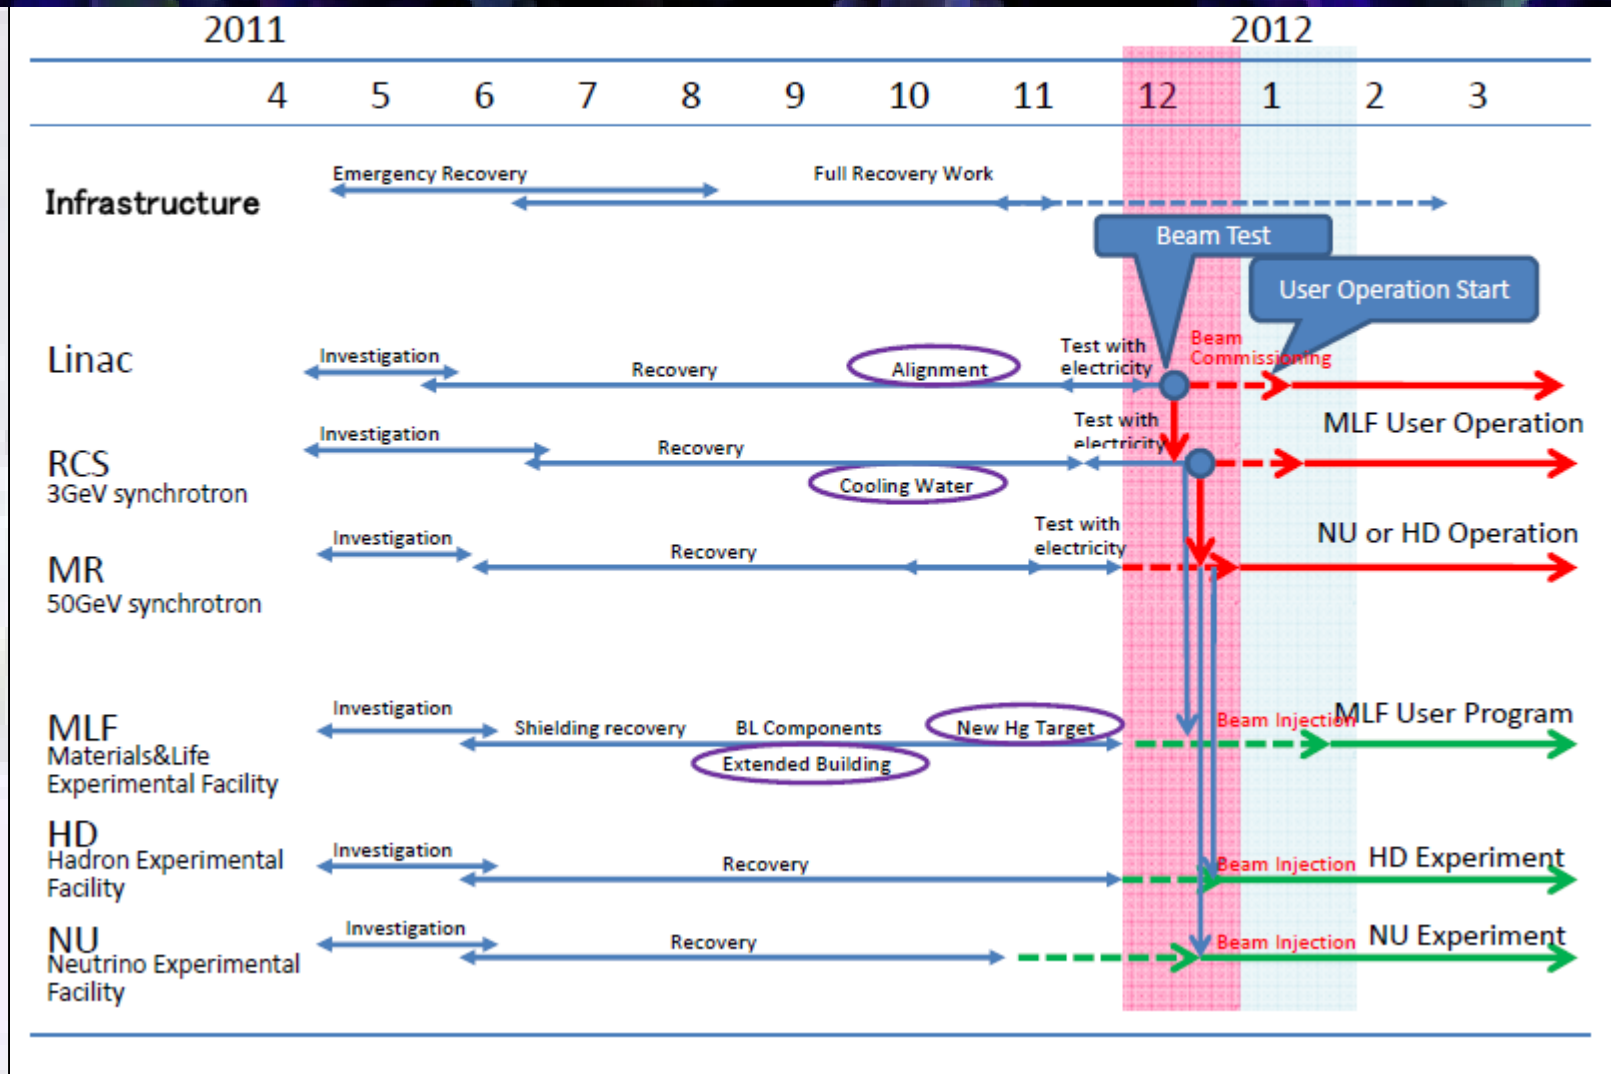 2011 2012
4 5 6 7 8 9 10 11 12 1 2 3
Emergency Recovery Full Recovery Work
Infrastructure
Beam Test
User Operation Start
Linac
Investigation
Recovery
Alignment
Test with
electricity
Beam
Commissioning
MLF User Operation
RCS
3GeV synchrotron
Investigation
Recovery
Cooling Water
Test with
electricity
NU or HD Operation
MR
50GeV synchrotron
Investigation
Recovery
Test with
electricity
MLF
Materials&Life
Experimental Facility
Investigation
Shielding recovery
BL Components
New Hg Target
Extended Building
Beam Injection
MLF User Program
HD
Hadron Experimental
Facility
Investigation
Recovery
Beam Injection
HD Experiment
NU
Neutrino Experimental
Facility
Investigation
Recovery
Beam Injection
NU Experiment